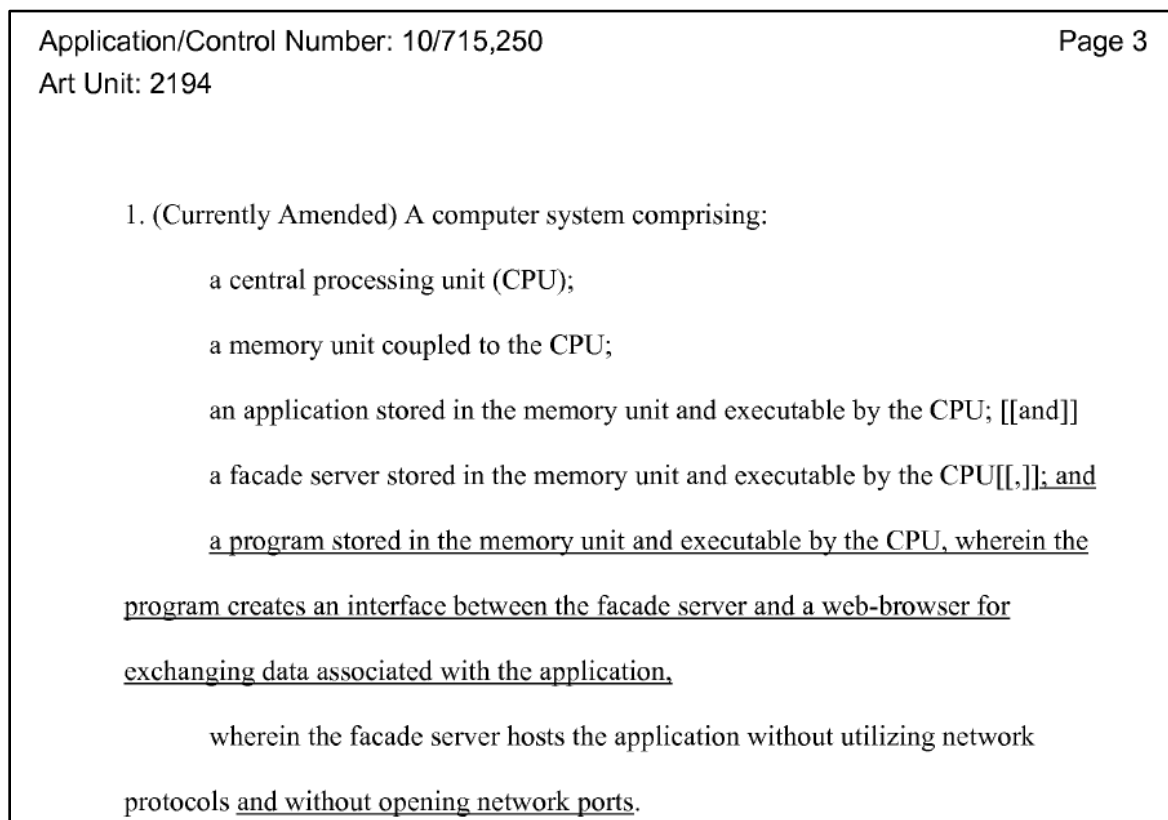 Application/Control Number: 10/715,250 Page 3
Art Unit: 2194
1. (Currently Amended) A computer system comprising:
a central processing unit (CPU);
a memory unit coupled to the CPU;
an application stored in the memory unit and executable by the CPU; [[and]]
a facade server stored in the memory unit and executable by the CPU[[,]]; and
a program stored in the memory unit and executable by the CPU, wherein the
program creates an interface between the facade server and a web-browser for
exchanging data associated with the application,
wherein the facade server hosts the application without utilizing network
protocols and without opening network ports.